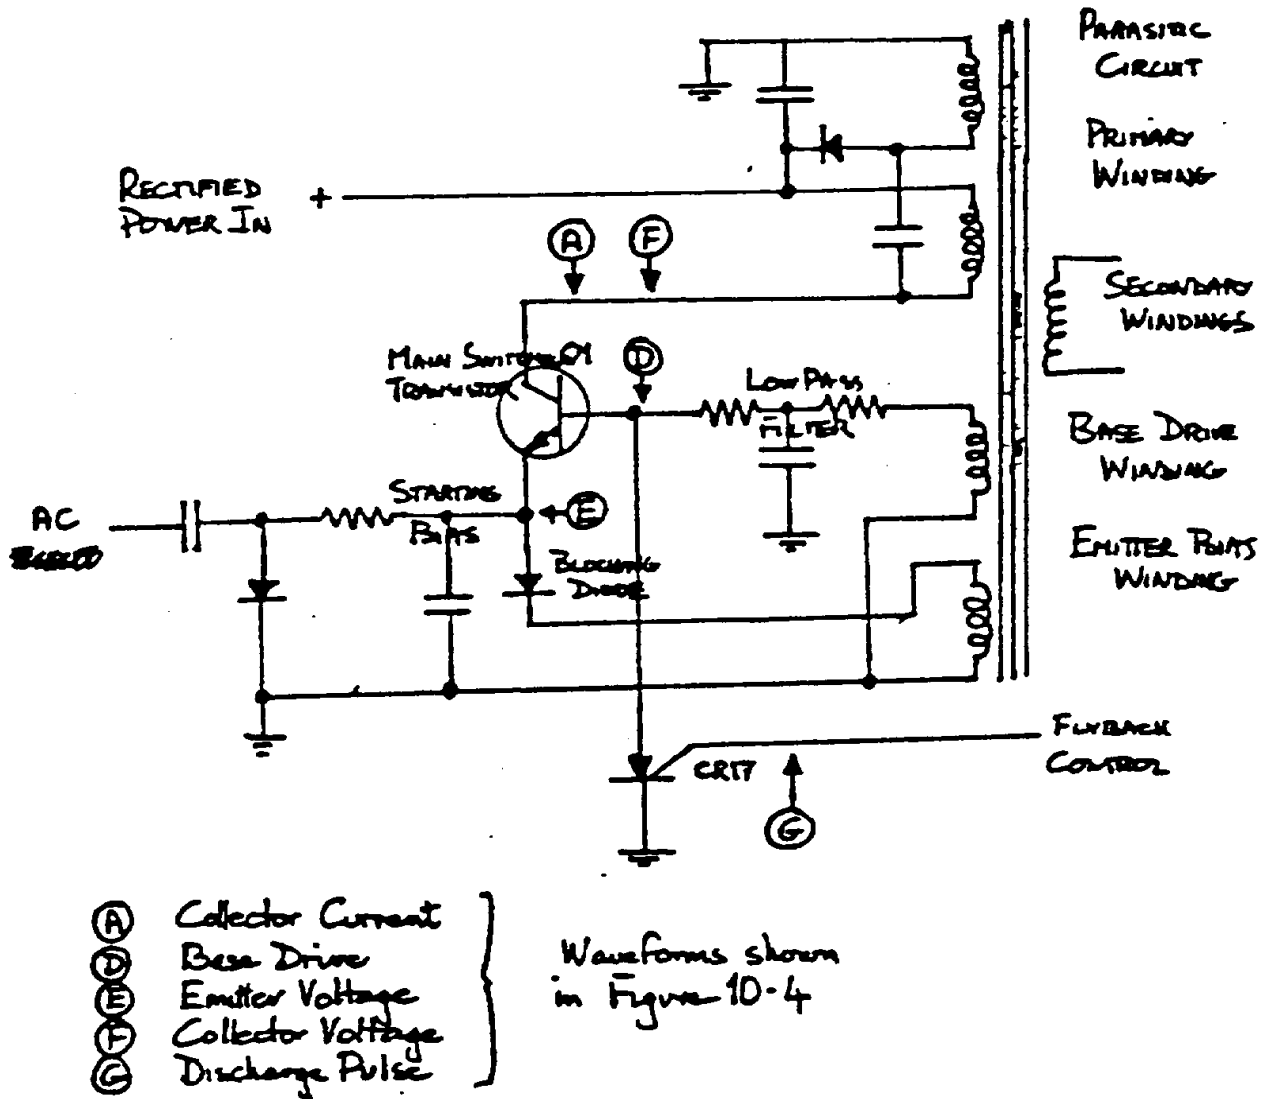 PARASITIC
CIRCUIT
PRIMARY
WINDING
RECTIFIED
POWER IN
+
A
F
SECONDARY
WINDINGS
MAIN SWITCHER Q1
TRANSISTOR
D
LOW PASS
FILTER
BASE DRIVE
WINDING
STARTING
BIAS
E
AC
BLOCKING
DIODE
EMITTER BIAS
WINDING
FLYBACK
CONTROL
CR17
G
A Collector Current
D Base Drive
E Emitter Voltage
F Collector Voltage
G Discharge Pulse
Waveforms shown
in Figure 10-4